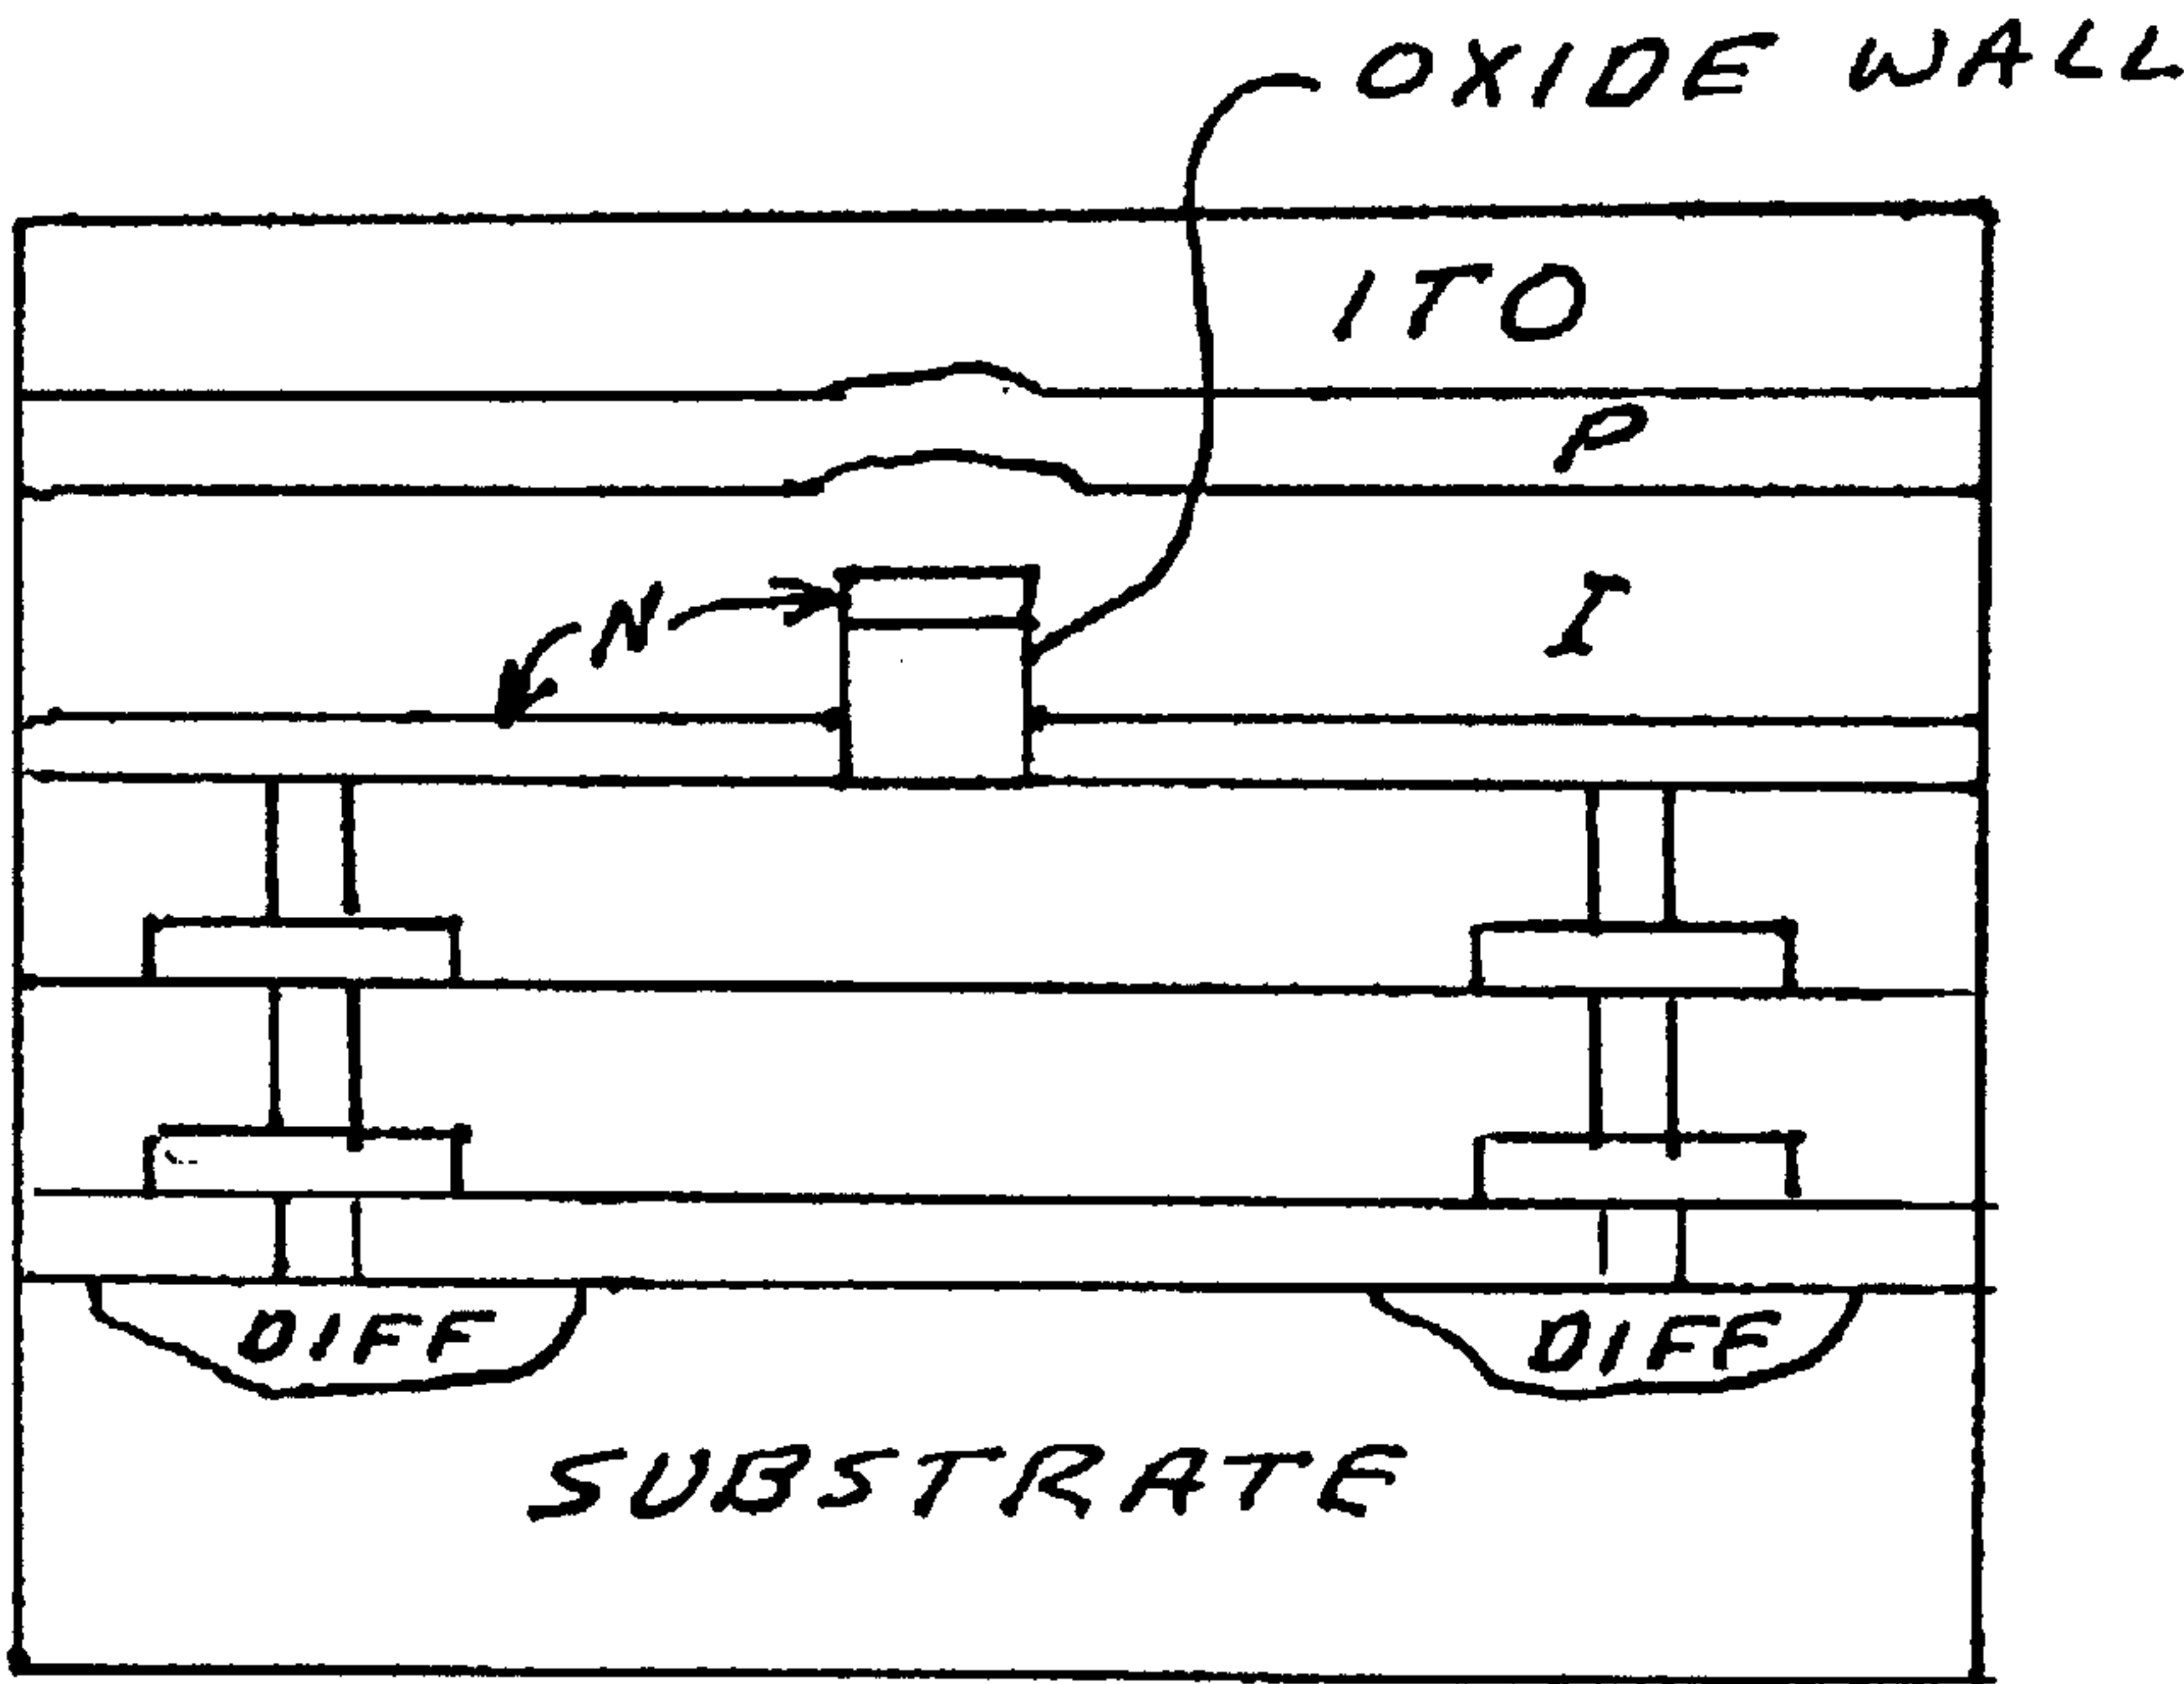 OXIDE WALL
ITO
P
N
I
DIFF DIFF
SUBSTRATE